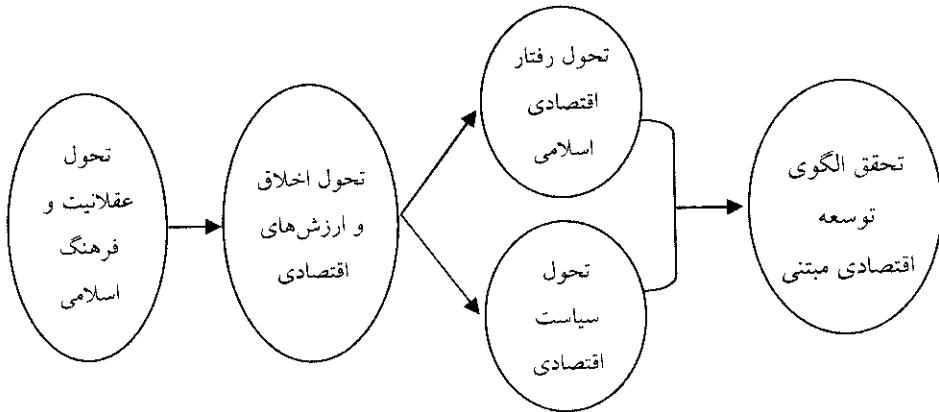 تحول
عقلانیت و
فرهنگ
اسلامی
تحول اخلاق
و ارزش‌های
اقتصادی
تحول رفتار
اقتصادی
اسلامی
تحول
سیاست
اقتصادی
تحقق الگوی
توسعه
اقتصادی مبتنی